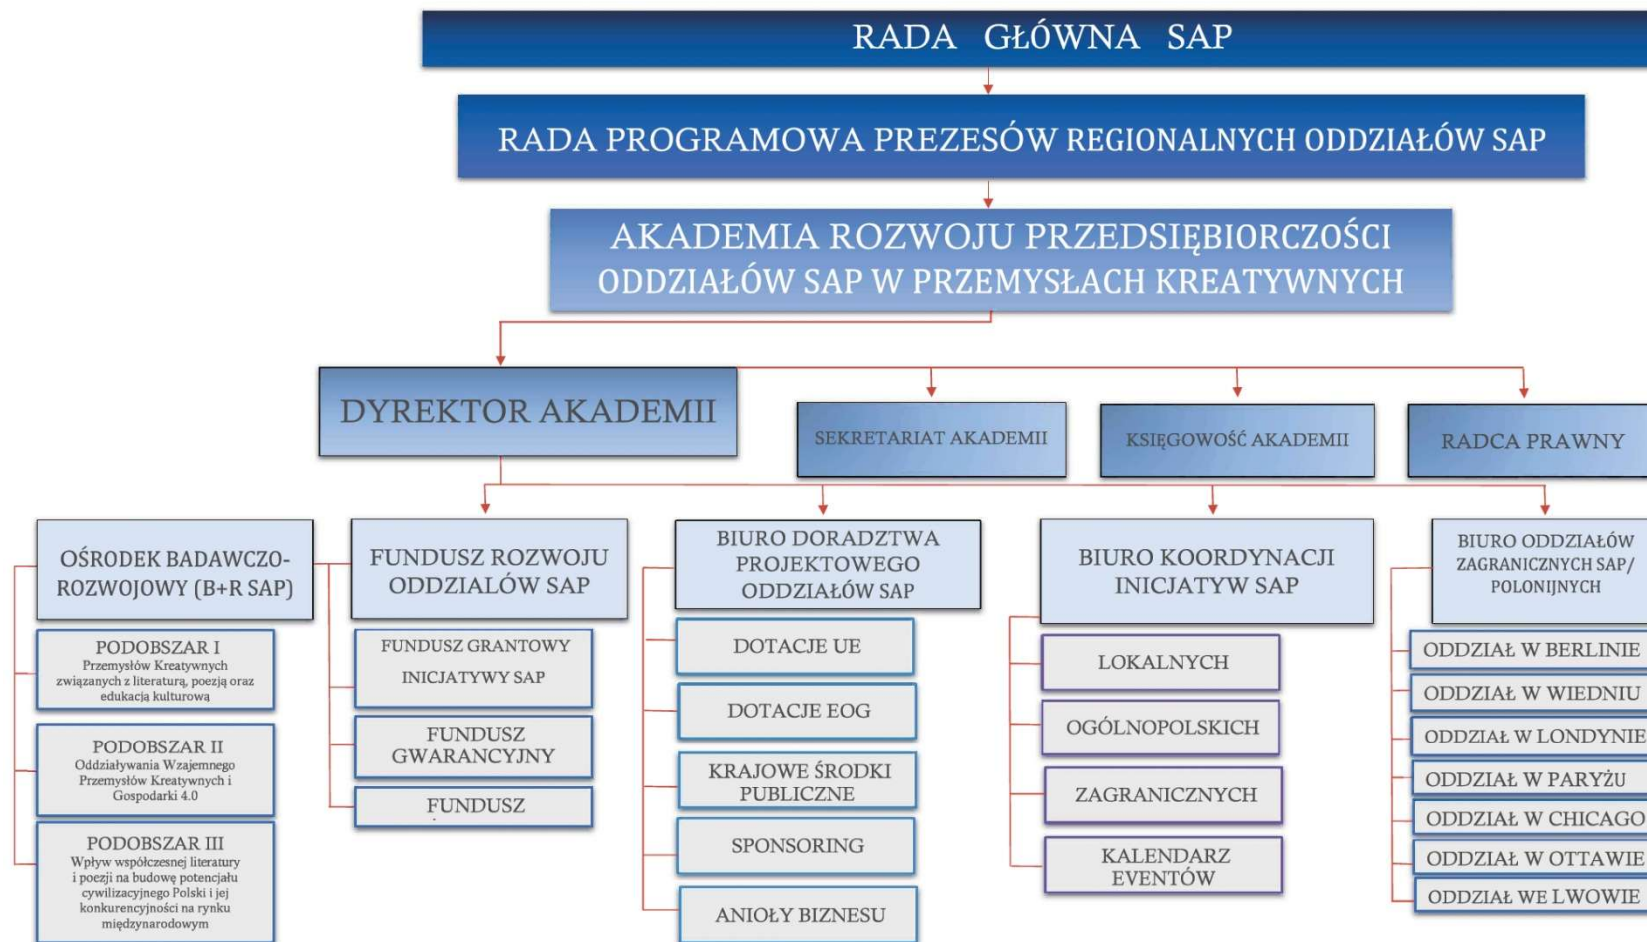 RADA GŁÓWNA SAP
RADA PROGRAMOWA PREZESÓW REGIONALNYCH ODDZIAŁÓW SAP
AKADEMIA ROZWOJU PRZEDSIĘBIORCZOŚCI
ODDZIAŁÓW SAP W PRZEMYSŁACH KREATYWNYCH
DYREKTOR AKADEMII
SEKRETARIAT AKADEMII
KSIĘGOWOŚĆ AKADEMII
RADCA PRAWNY
OŚRODEK BADAWCZO-
ROZWOJOWY (B+R SAP)
PODOBSZAR I
Przemysłów Kreatywnych
związanych z literaturą, poezją oraz
edukacją kulturową
PODOBSZAR II
Oddziaływania Wzajemnego
Przemysłów Kreatywnych i
Gospodarki 4.0
PODOBSZAR III
Wpływ współczesnej literatury
i poezji na budowę potencjału
cywilizacyjnego Polski i jej
konkurencyjności na rynku
międzynarodowym
FUNDUSZ ROZWOJU
ODDZIALÓW SAP
FUNDUSZ GRANTOWY
INICJATYWY SAP
FUNDUSZ
GWARANCYJNY
FUNDUSZ
BIURO DORADZTWA
PROJEKTOWEGO
ODDZIAŁÓW SAP
DOTACJE UE
DOTACJE EOG
KRAJOWE ŚRODKI
PUBLICZNE
SPONSORING
ANIOŁY BIZNESU
BIURO KOORDYNACJI
INICJATYW SAP
LOKALNYCH
OGÓLNOPOLSKICH
ZAGRANICZNYCH
KALENDARZ
EVENTÓW
BIURO ODDZIAŁÓW
ZAGRANICZNYCH SAP/
POLONIJNYCH
ODDZIAŁ W BERLINIE
ODDZIAŁ W WIEDNIU
ODDZIAŁ W LONDYNIE
ODDZIAŁ W PARYŻU
ODDZIAŁ W CHICAGO
ODDZIAŁ W OTTAWIE
ODDZIAŁ WE LWOWIE